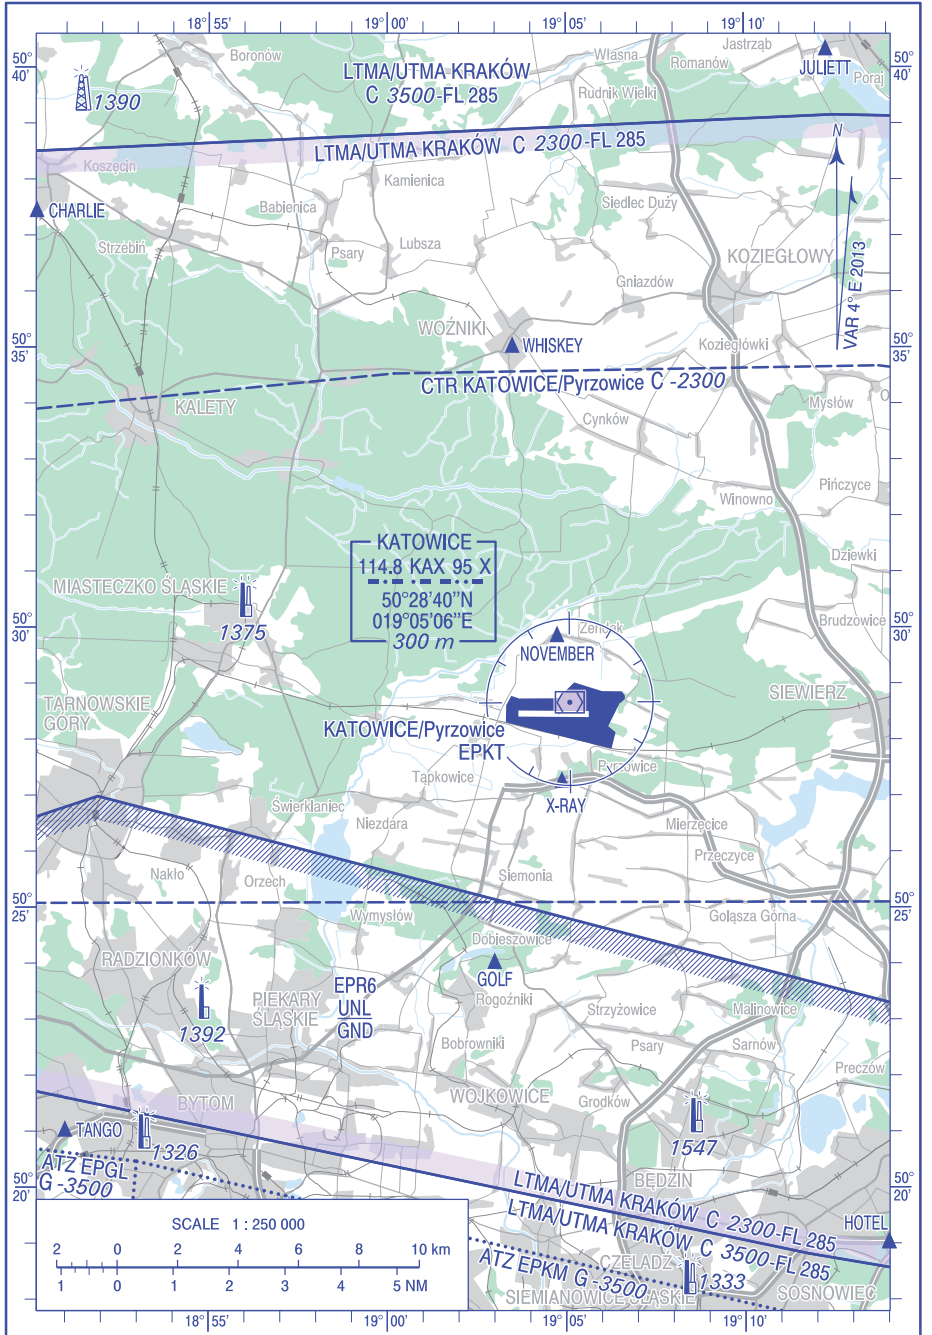 18° 55'
19° 00'
19° 05'
19° 10'
50°
40'
50°
40'
Boronów
Własna
Jastrząb
Romanów
JULIETT
Poraj
LTMA/UTMA KRAKÓW
C 3500-FL 285
1390
Rudnik Wielki
N
LTMA/UTMA KRAKÓW C 2300-FL 285
Koszęcin
Kamienica
CHARLIE
Babienica
Siedlec Duży
Strzebiń
Psary
Lubsza
KOZIEGŁOWY
Gniazdów
VAR 4° E 2013
WOŹNIKI
50°
35'
WHISKEY
Koziegłówki
50°
35'
CTR KATOWICE/Pyrzowice C -2300
KALETY
Mysłów
O
Cynków
Winowno
Pińczyce
KATOWICE
114.8 KAX 95 X
50°28'40"N
019°05'06"E
300 m
Dziewki
MIASTECZKO ŚLĄSKIE
1375
50°
30'
Zendek
NOVEMBER
Brudzowice
50°
30'
TARNOWSKIE
GÓRY
SIEWIERZ
KATOWICE/Pyrzowice
EPKT
Tąpkowice
Pyrzowice
X-RAY
Świerklaniec
Niezdara
Mierzęcice
Przeczyce
Nakło
Orzech
Siemonia
50°
25'
Wymysłów
Gołąsza Górna
50°
25'
RADZIONKÓW
Dobieszowice
GOLF
1392
PIEKARY
ŚLĄSKIE
EPR6
UNL
GND
Rogoźniki
Strzyżowice
Malinowice
Bobrowniki
Psary
Sarnów
Preczów
BYTOM
WOJKOWICE
Grodków
TANGO
1326
1547
ATZ EPGL
G -3500
50°
20'
BĘDZIN
50°
20'
LTMA/UTMA KRAKÓW C 2300-FL 285
LTMA/UTMA KRAKÓW C 3500-FL 285
HOTEL
SCALE 1 : 250 000
2 0 2 4 6 8 10 km
1 0 1 2 3 4 5 NM
ATZ EPKM G -3500
CZELADŹ
1333
SIEMIANOWICE ŚLĄSKIE
SOSNOWIEC
18° 55'
19° 00'
19° 05'
19° 10'